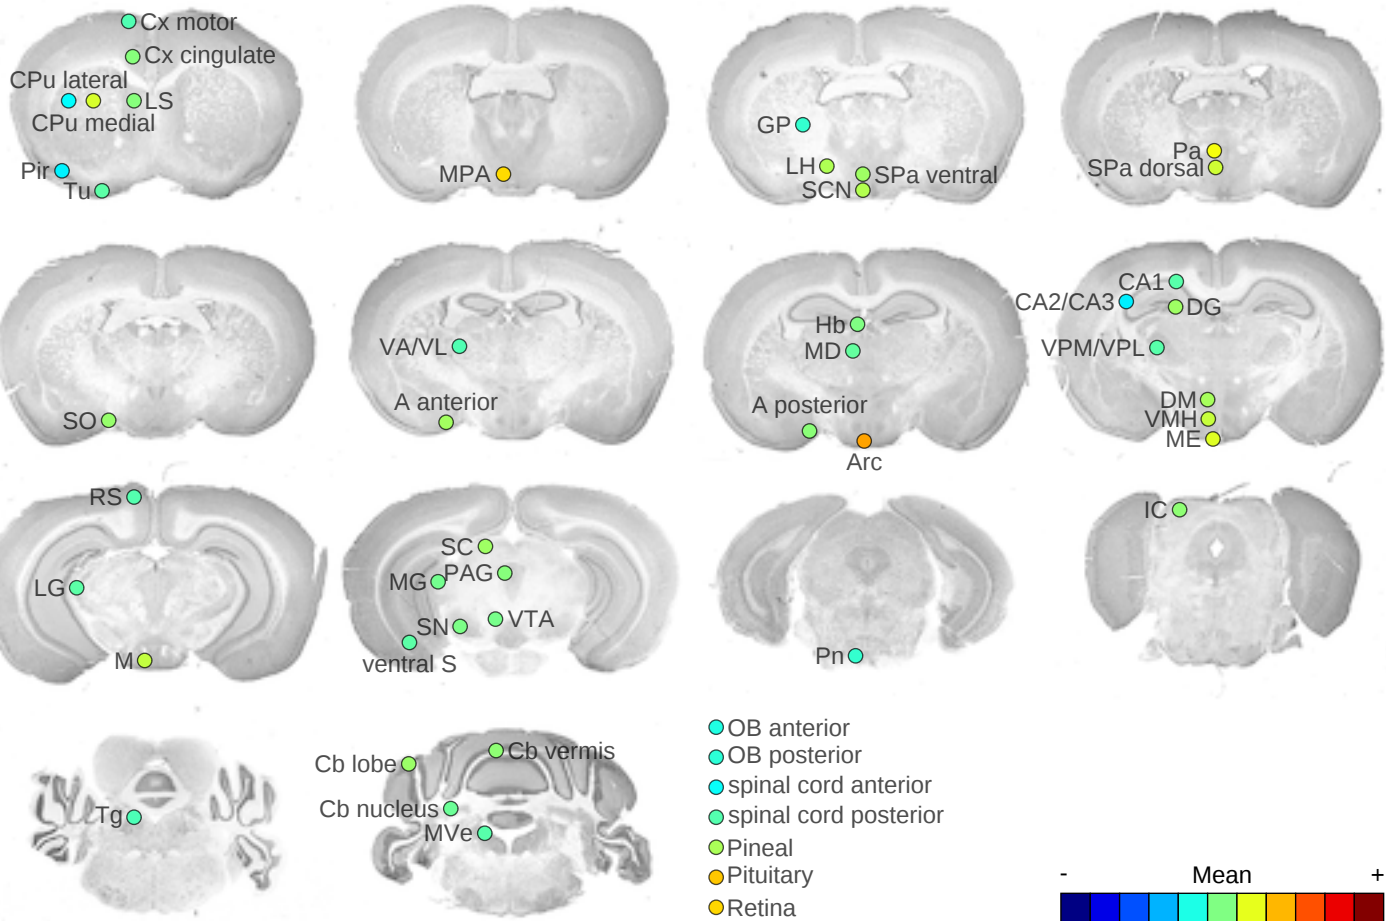 Cx motor
Cx cingulate
CPu lateral
LS
CPu medial
Pir
Tu
MPA
GP
LH
SPa ventral
SCN
Pa
SPa dorsal
SO
VA/VL
A anterior
Hb
MD
A posterior
Arc
CA1
CA2/CA3
DG
VPM/VPL
DM
VMH
ME
RS
LG
M
SC
MG
PAG
SN
VTA
ventral S
Pn
IC
Tg
Cb lobe
Cb vermis
Cb nucleus
MVe
OB anterior
OB posterior
spinal cord anterior
spinal cord posterior
Pineal
Pituitary
Retina
- Mean +